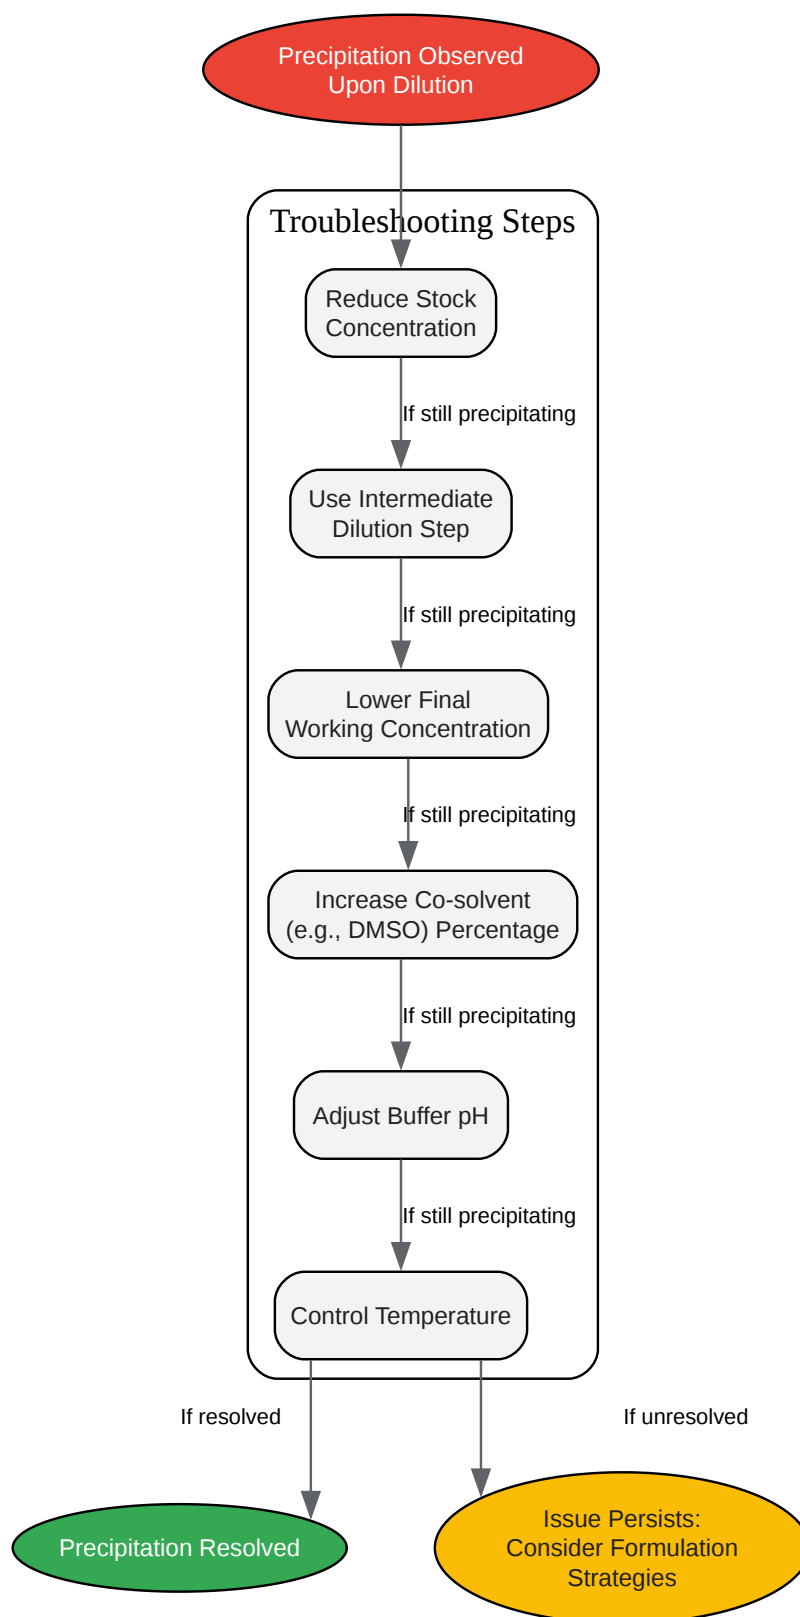 Precipitation Observed
Upon Dilution
Troubleshooting Steps
Reduce Stock
Concentration
If still precipitating
Use Intermediate
Dilution Step
If still precipitating
Lower Final
Working Concentration
If still precipitating
Increase Co-solvent
(e.g., DMSO) Percentage
If still precipitating
Adjust Buffer pH
If still precipitating
Control Temperature
If resolved
If unresolved
Precipitation Resolved
Issue Persists:
Consider Formulation
Strategies